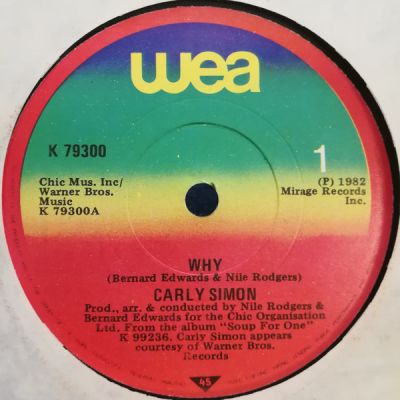 wea
K 79300
1
Chic Mus. Inc/
Warner Bros.
Music
K 79300A
(P) 1982
Mirage Records
Inc.
WHY
(Bernard Edwards & Nile Rodgers)
CARLY SIMON
Prod., arr. & conducted by Nile Rodgers &
Bernard Edwards for the Chic Organisation
Ltd. From the album "Soup For One"
K 99236. Carly Simon appears
courtesy of Warner Bros.
Records
45